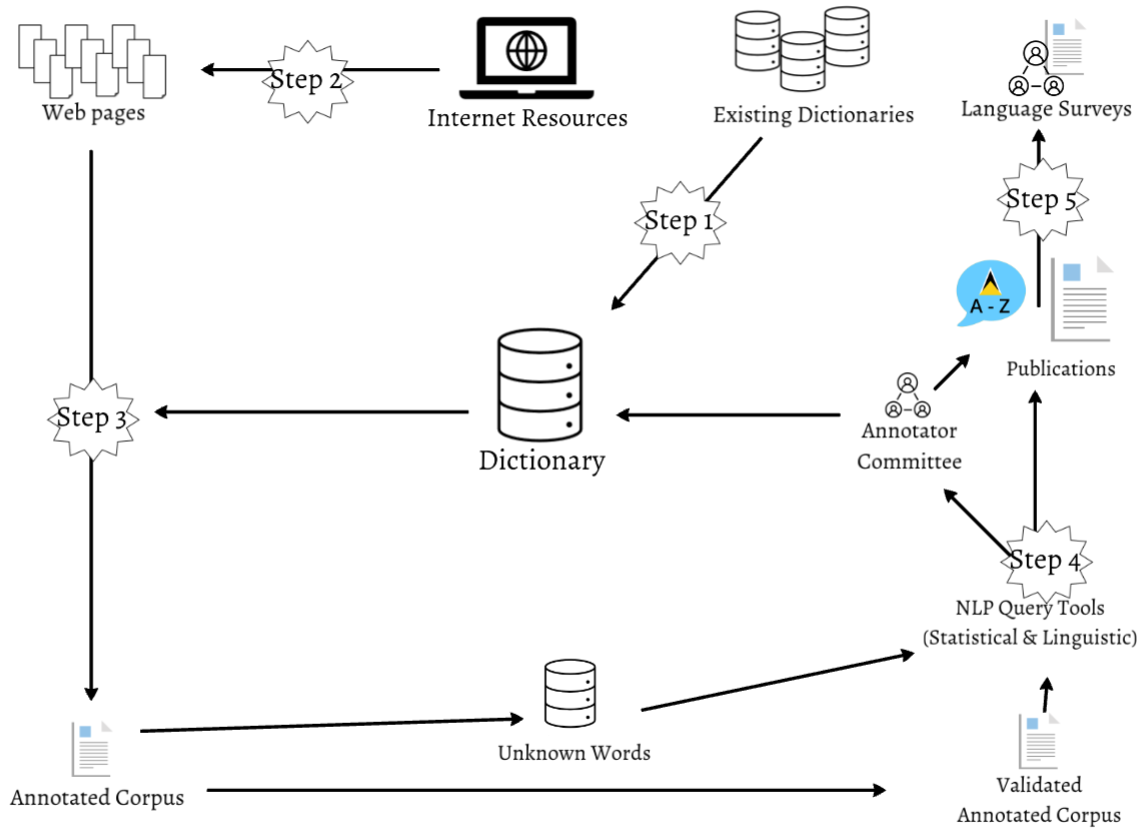 Step 2
Web pages
Internet Resources
Existing Dictionaries
Language Surveys
Step 1
Step 5
A - Z
Publications
Step 3
Dictionary
Annotator
Committee
Step 4
NLP Query Tools
(Statistical & Linguistic)
Unknown Words
Annotated Corpus
Validated
Annotated Corpus